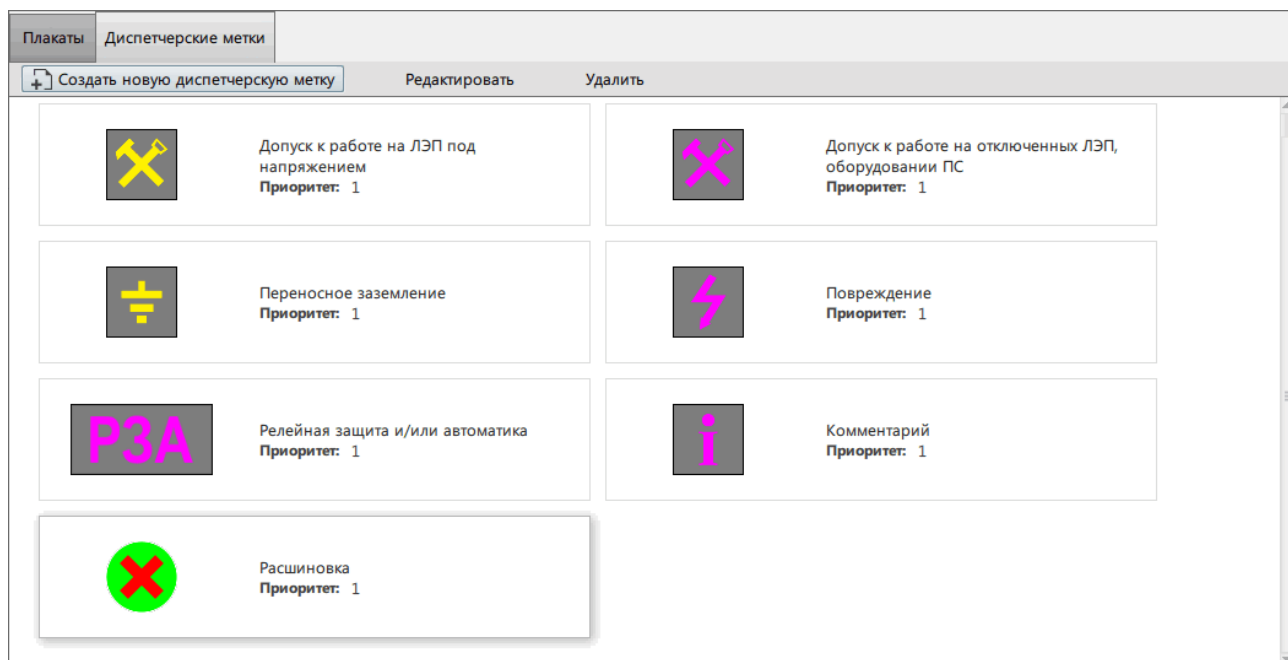 Плакаты
Диспетчерские метки
Создать новую диспетчерскую метку
Редактировать
Удалить
Допуск к работе на ЛЭП под
напряжением
Приоритет: 1
Допуск к работе на отключенных ЛЭП,
оборудовании ПС
Приоритет: 1
Переносное заземление
Приоритет: 1
Повреждение
Приоритет: 1
РЗА
Релейная защита и/или автоматика
Приоритет: 1
i
Комментарий
Приоритет: 1
Расшиновка
Приоритет: 1